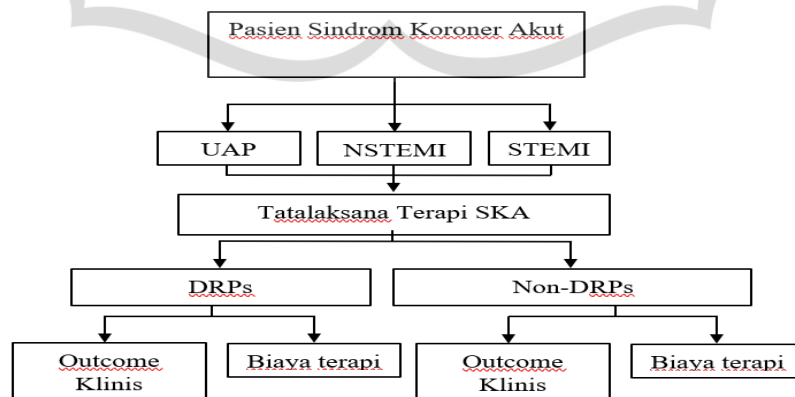 Pasien Sindrom Koroner Akut
UAP
NSTEMI
STEMI
Tatalaksana Terapi SKA
DRPs
Non-DRPs
Outcome
Klinis
Biaya terapi
Outcome
Klinis
Biaya terapi